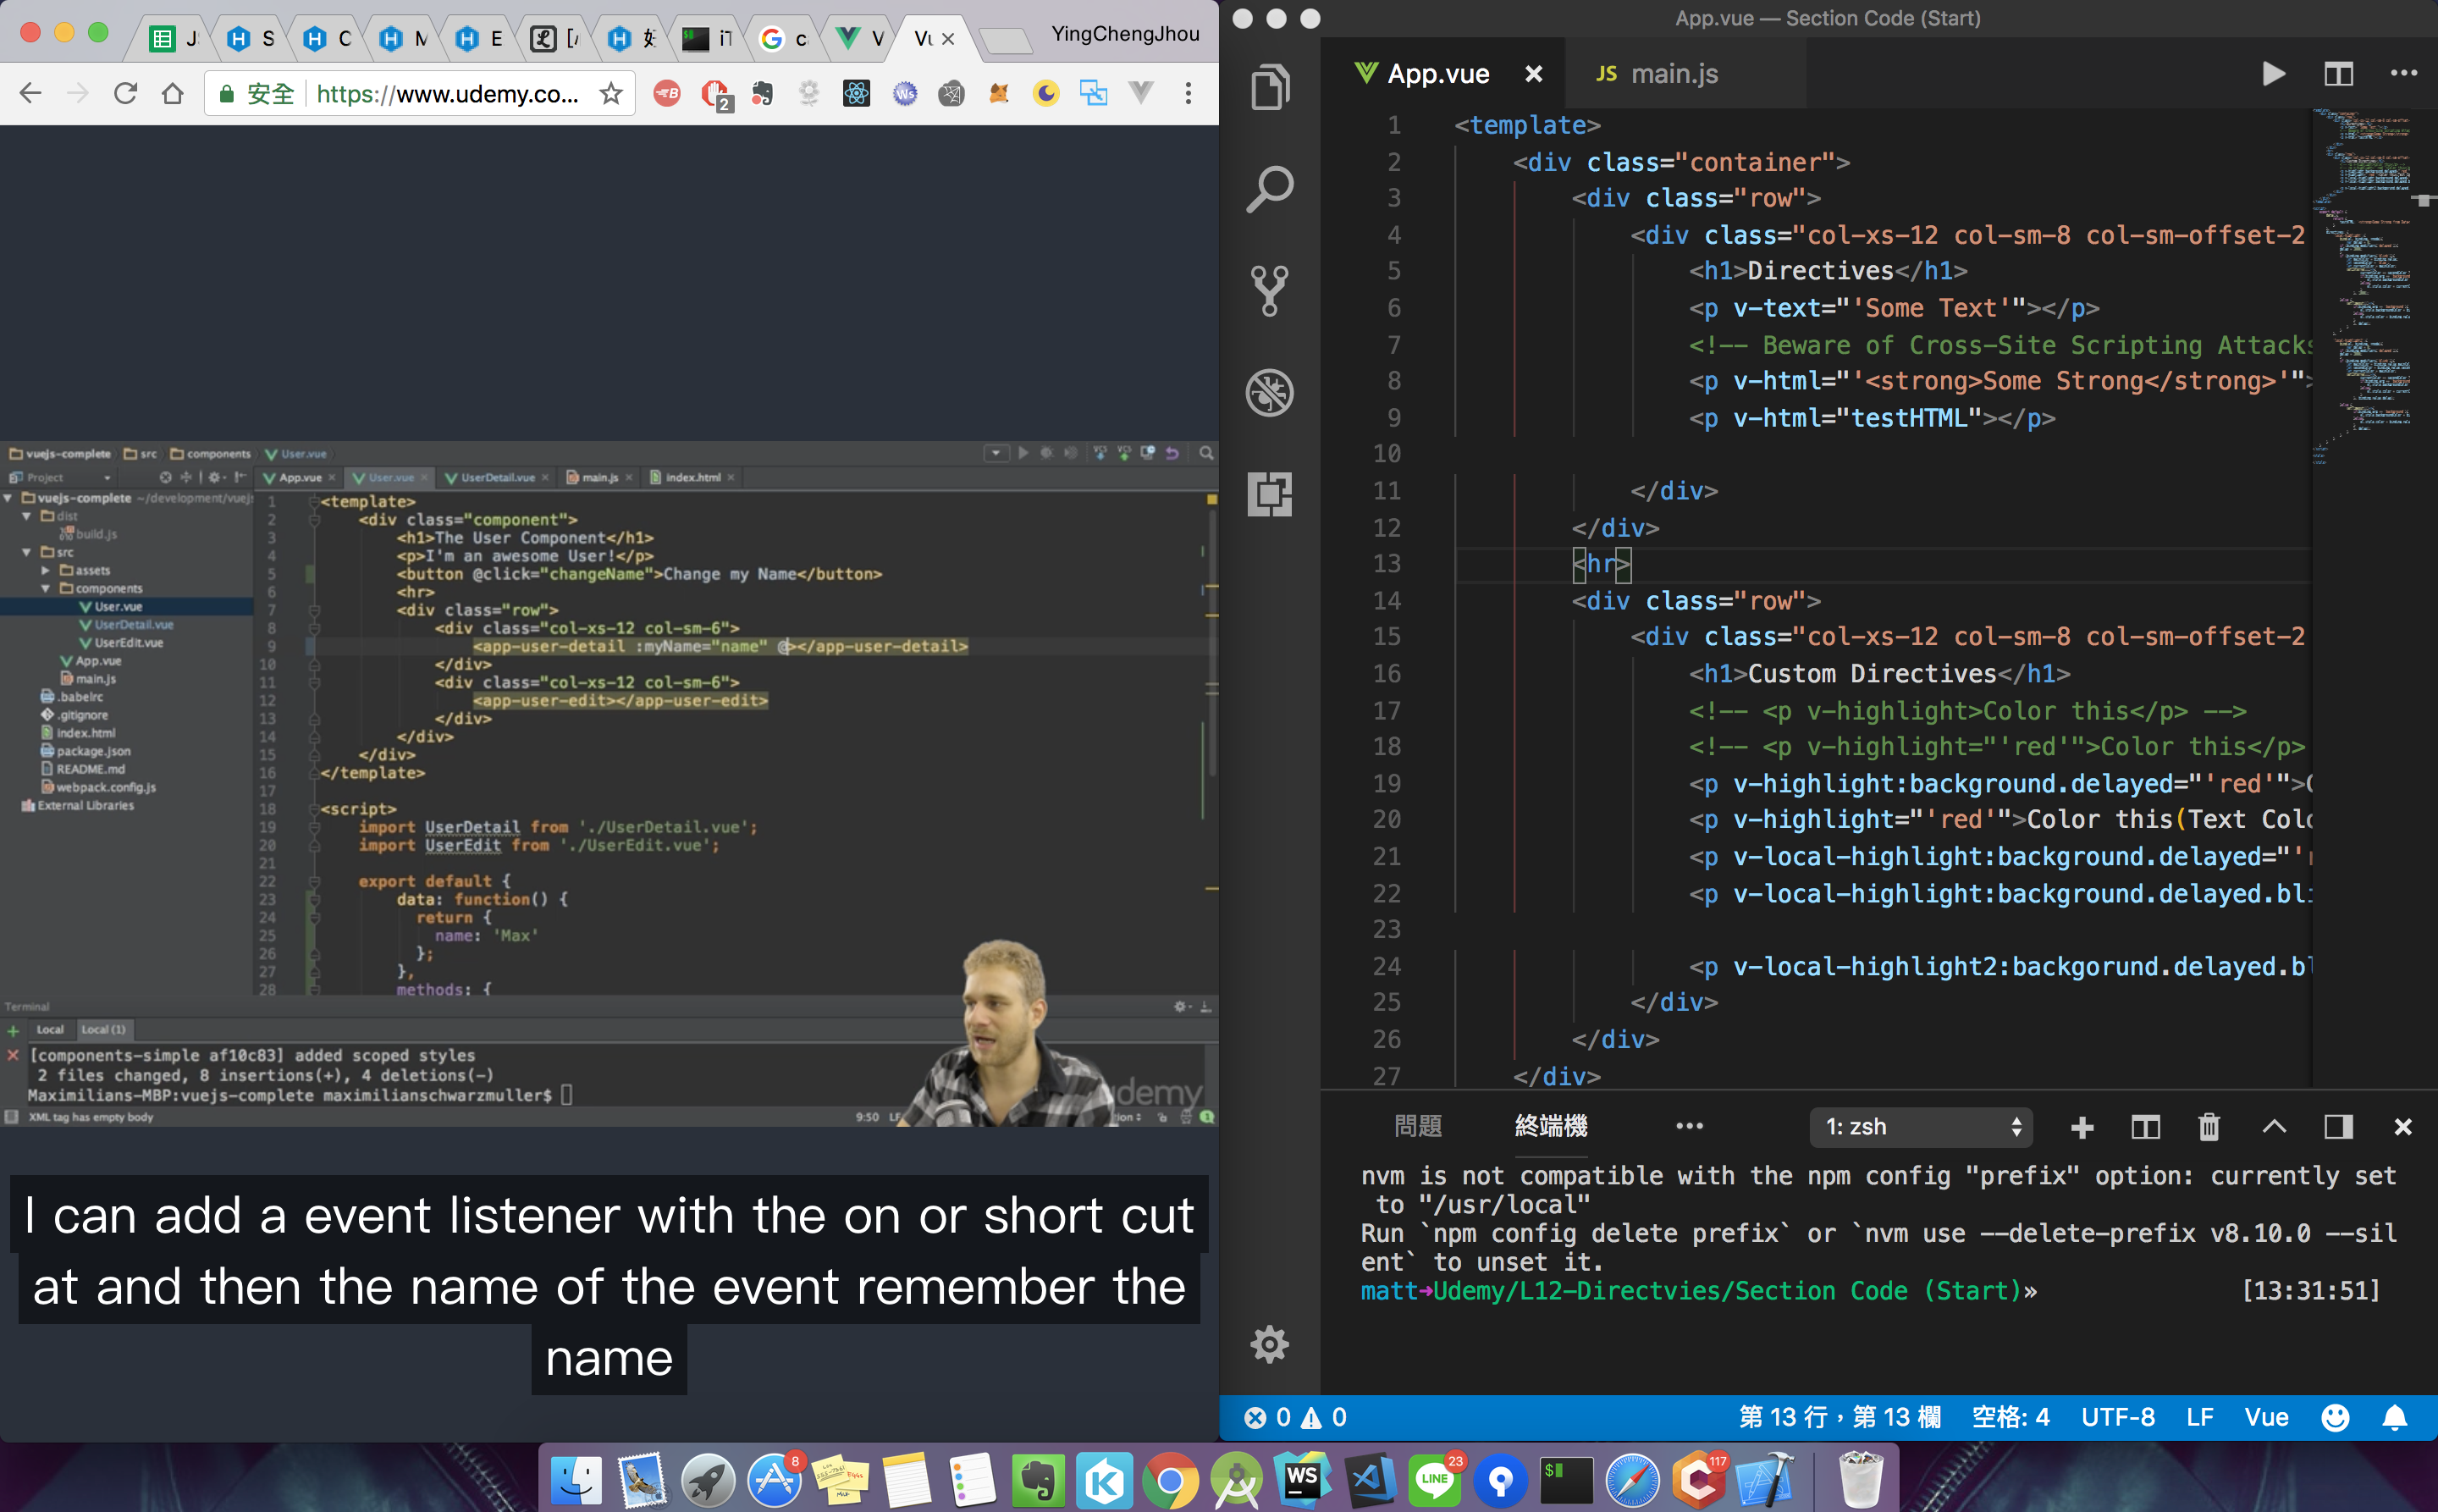 YingChengJhou
安全 https://www.udemy.co...
2
vuejs-complete src components User.vue
Project App.vue User.vue UserDetail.vue main.js index.html
vuejs-complete ~/development/vuejs
dist
build.js
src
assets
components
User.vue
UserDetail.vue
UserEdit.vue
App.vue
main.js
.babelrc
.gitignore
index.html
package.json
README.md
webpack.config.js
External Libraries
1 <template>
2 <div class="component">
3 <h1>The User Component</h1>
4 <p>I'm an awesome User!</p>
5 <button @click="changeName">Change my Name</button>
6 <hr>
7 <div class="row">
8 <div class="col-xs-12 col-sm-6">
9 <app-user-detail :myName="name" @></app-user-detail>
10 </div>
11 <div class="col-xs-12 col-sm-6">
12 <app-user-edit></app-user-edit>
13 </div>
14 </div>
15 </div>
16 </template>
17
18 <script>
19 import UserDetail from './UserDetail.vue';
20 import UserEdit from './UserEdit.vue';
21
22 export default {
23 data: function() {
24 return {
25 name: 'Max'
26 };
27 },
28 methods: {
Terminal
Local Local (1)
[components-simple af10c83] added scoped styles
2 files changed, 8 insertions(+), 4 deletions(-)
Maximilians-MBP:vuejs-complete maximilianschwarzmuller$
XML tag has empty body 9:50
udemy
I can add a event listener with the on or short cut
at and then the name of the event remember the
name
App.vue — Section Code (Start)
App.vue JS main.js
1 <template>
2 <div class="container">
3 <div class="row">
4 <div class="col-xs-12 col-sm-8 col-sm-offset-2
5 <h1>Directives</h1>
6 <p v-text="'Some Text'"></p>
7 <!-- Beware of Cross-Site Scripting Attacks
8 <p v-html="'<strong>Some Strong</strong>'">
9 <p v-html="testHTML"></p>
10
11 </div>
12 </div>
13 <hr>
14 <div class="row">
15 <div class="col-xs-12 col-sm-8 col-sm-offset-2
16 <h1>Custom Directives</h1>
17 <!-- <p v-highlight>Color this</p> -->
18 <!-- <p v-highlight="'red'">Color this</p>
19 <p v-highlight:background.delayed="'red'">C
20 <p v-highlight="'red'">Color this(Text Colo
21 <p v-local-highlight:background.delayed="'r
22 <p v-local-highlight:background.delayed.bli
23
24 <p v-local-highlight2:backgorund.delayed.bl
25 </div>
26 </div>
27 </div>
問題 終端機 1: zsh
nvm is not compatible with the npm config "prefix" option: currently set
to "/usr/local"
Run `npm config delete prefix` or `nvm use --delete-prefix v8.10.0 --sil
ent` to unset it.
matt→Udemy/L12-Directvies/Section Code (Start)» [13:31:51]
0 0 第 13 行，第 13 欄 空格: 4 UTF-8 LF Vue
8 WS LINE 23 117